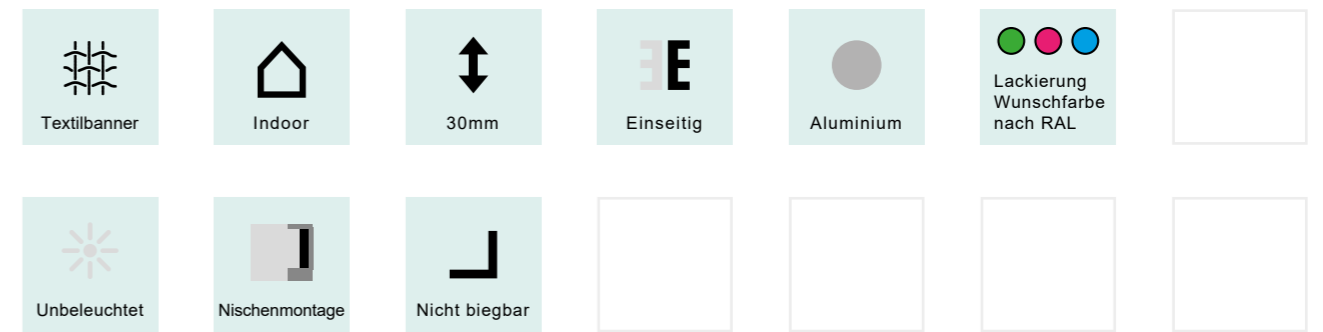 Textilbanner
Indoor
30mm
Einseitig
Aluminium
Lackierung
Wunschfarbe
nach RAL
Unbeleuchtet
Nischenmontage
Nicht biegbar